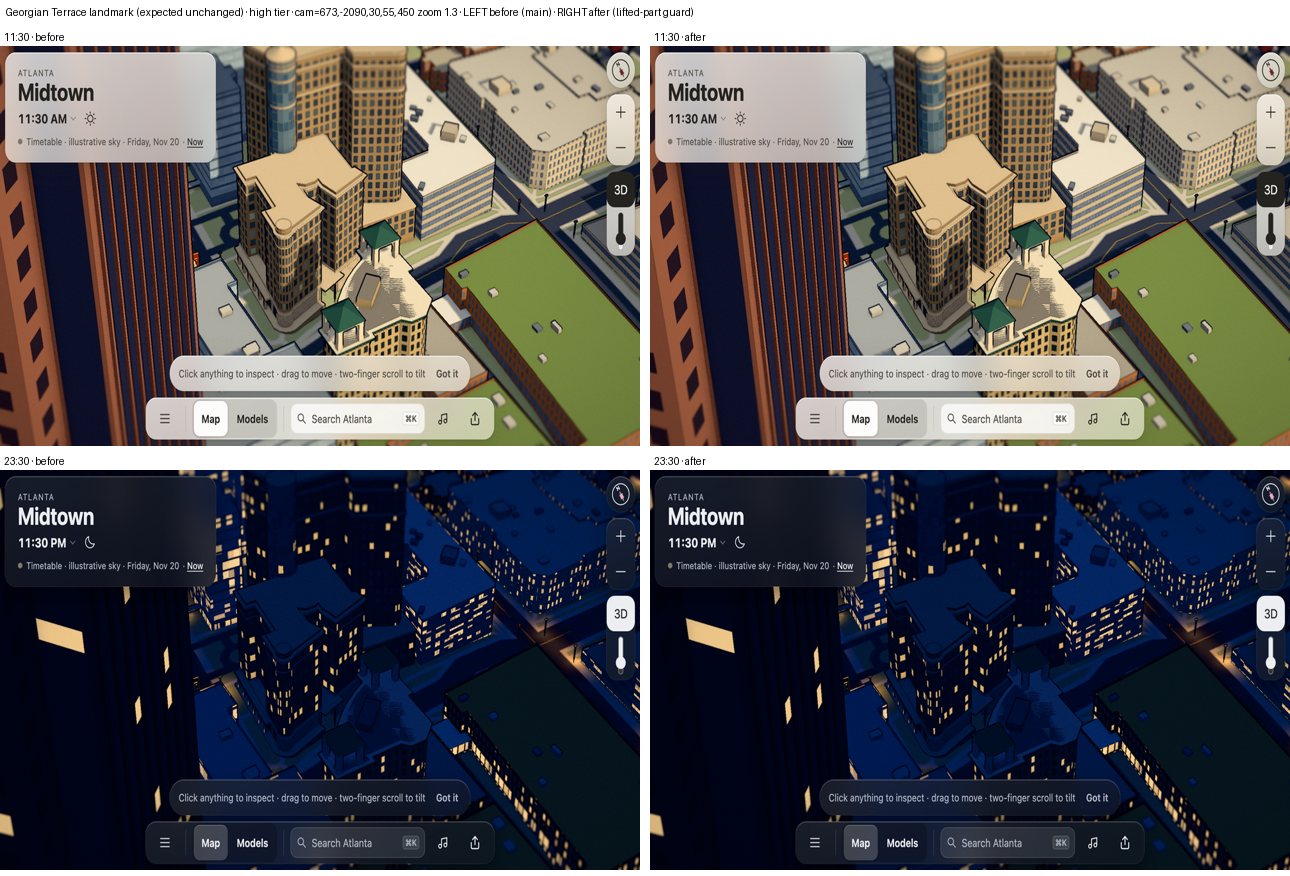 Georgian Terrace landmark (expected unchanged) · high tier · cam=673,-2090,30,55,450 zoom 1.3 · LEFT before (main) · RIGHT after (lifted-part guard)
11:30 · before
11:30 · after
ATLANTA
Midtown
11:30 AM
Timetable · illustrative sky · Friday, Nov 20 · Now
3D
Click anything to inspect · drag to move · two-finger scroll to tilt Got it
Map Models Search Atlanta ⌘K
ATLANTA
Midtown
11:30 AM
Timetable · illustrative sky · Friday, Nov 20 · Now
3D
Click anything to inspect · drag to move · two-finger scroll to tilt Got it
Map Models Search Atlanta ⌘K
23:30 · before
23:30 · after
ATLANTA
Midtown
11:30 PM
Timetable · illustrative sky · Friday, Nov 20 · Now
3D
Click anything to inspect · drag to move · two-finger scroll to tilt Got it
Map Models Search Atlanta ⌘K
ATLANTA
Midtown
11:30 PM
Timetable · illustrative sky · Friday, Nov 20 · Now
3D
Click anything to inspect · drag to move · two-finger scroll to tilt Got it
Map Models Search Atlanta ⌘K